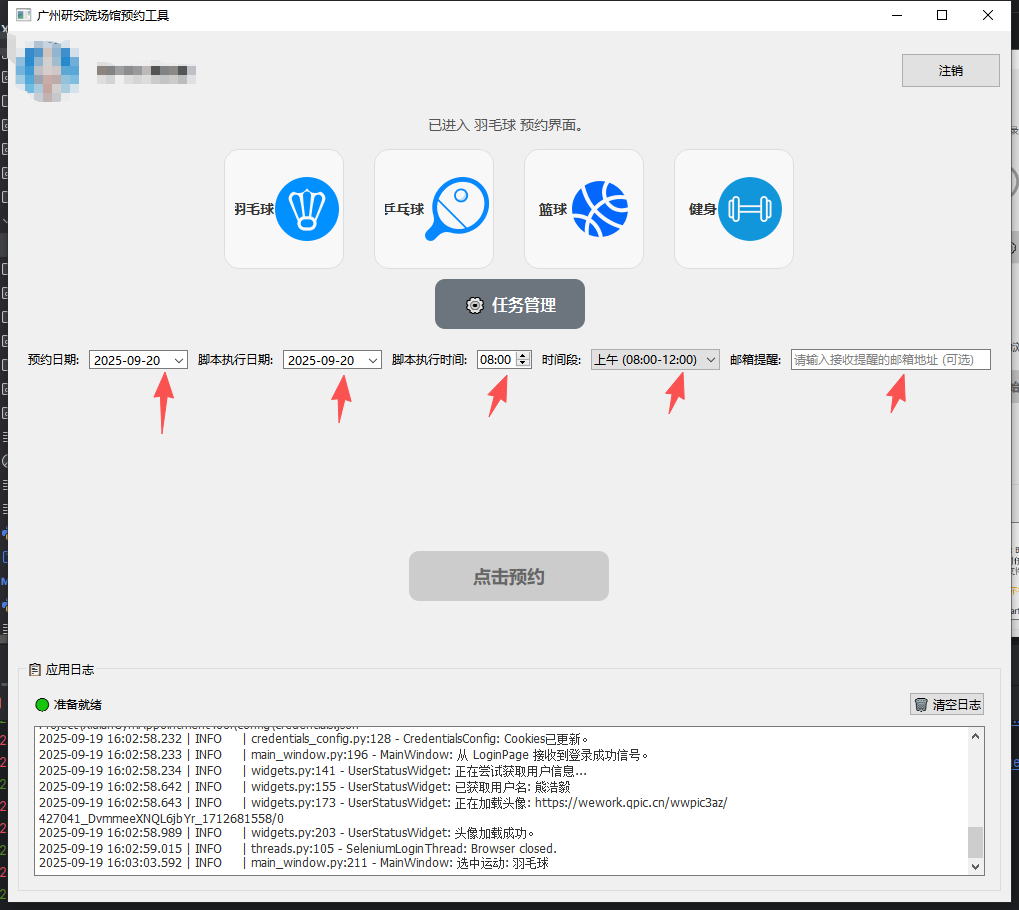 广州研究院场馆预约工具
注销
已进入 羽毛球 预约界面。
羽毛球
乒乓球
篮球
健身
任务管理
预约日期: 2025-09-20 脚本执行日期: 2025-09-20 脚本执行时间: 08:00 时间段: 上午 (08:00-12:00) 邮箱提醒: 请输入接收提醒的邮箱地址 (可选)
点击预约
应用日志
准备就绪
清空日志
2025-09-19 16:02:58.232 | INFO | credentials_config.py:128 - CredentialsConfig: Cookies已更新。
2025-09-19 16:02:58.233 | INFO | main_window.py:196 - MainWindow: 从 LoginPage 接收到登录成功信号。
2025-09-19 16:02:58.234 | INFO | widgets.py:141 - UserStatusWidget: 正在尝试获取用户信息...
2025-09-19 16:02:58.642 | INFO | widgets.py:155 - UserStatusWidget: 已获取用户名: 熊浩毅
2025-09-19 16:02:58.643 | INFO | widgets.py:173 - UserStatusWidget: 正在加载头像: https://wework.qpic.cn/wwpic3az/
427041_DvmmeeXNQL6jbYr_1712681558/0
2025-09-19 16:02:58.989 | INFO | widgets.py:203 - UserStatusWidget: 头像加载成功。
2025-09-19 16:02:59.015 | INFO | threads.py:105 - SeleniumLoginThread: Browser closed.
2025-09-19 16:03:03.592 | INFO | main_window.py:211 - MainWindow: 选中运动: 羽毛球